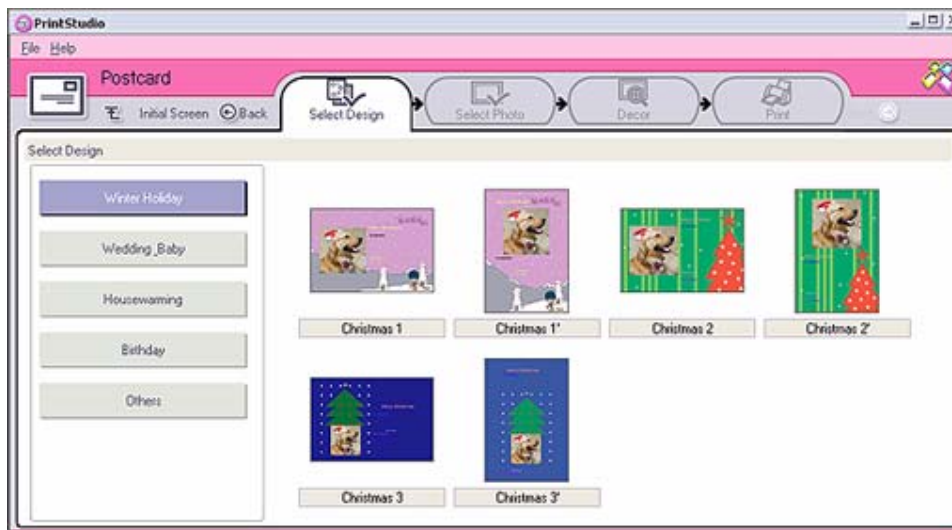 PrintStudio
File Help
Postcard
Initial Screen Back
Select Design
Select Photo
Decor
Print
Select Design
Winter Holiday
Wedding_Baby
Housewarming
Birthday
Others
Christmas 1
Christmas 1'
Christmas 2
Christmas 2'
Christmas 3
Christmas 3'